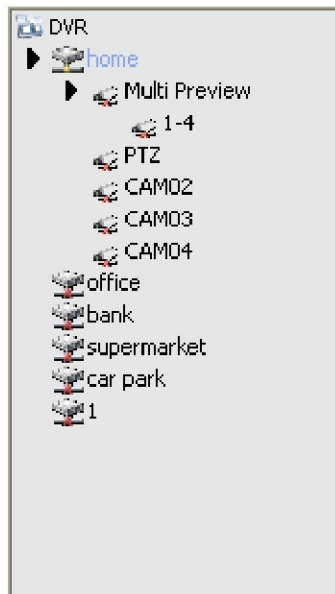 DVR
home
Multi Preview
1-4
PTZ
CAM02
CAM03
CAM04
office
bank
supermarket
car park
1